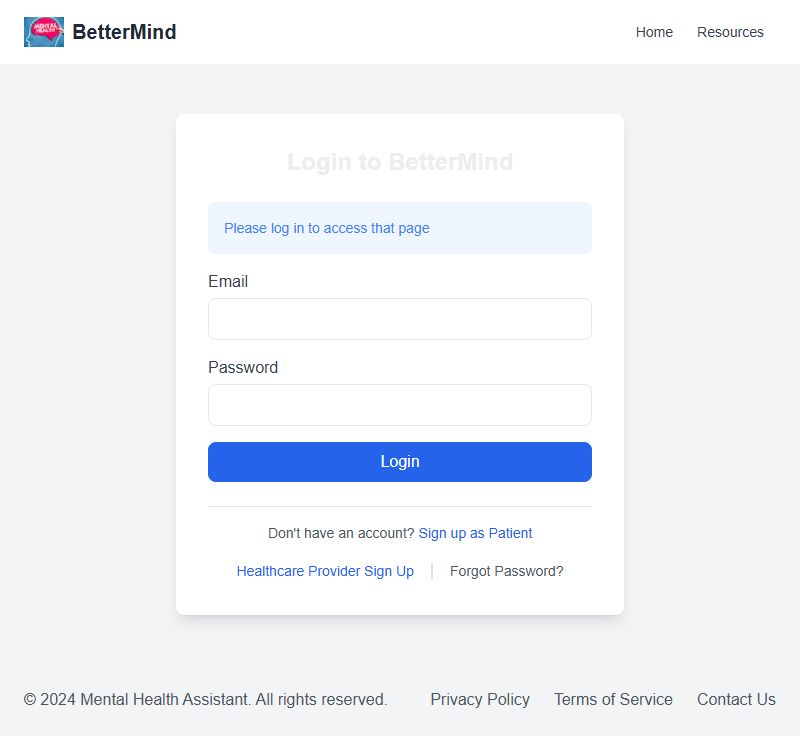 MENTAL
HEALTH
BetterMind
Home
Resources
Login to BetterMind
Please log in to access that page
Email
Password
Login
Don't have an account? Sign up as Patient
Healthcare Provider Sign Up | Forgot Password?
© 2024 Mental Health Assistant. All rights reserved.
Privacy Policy
Terms of Service
Contact Us